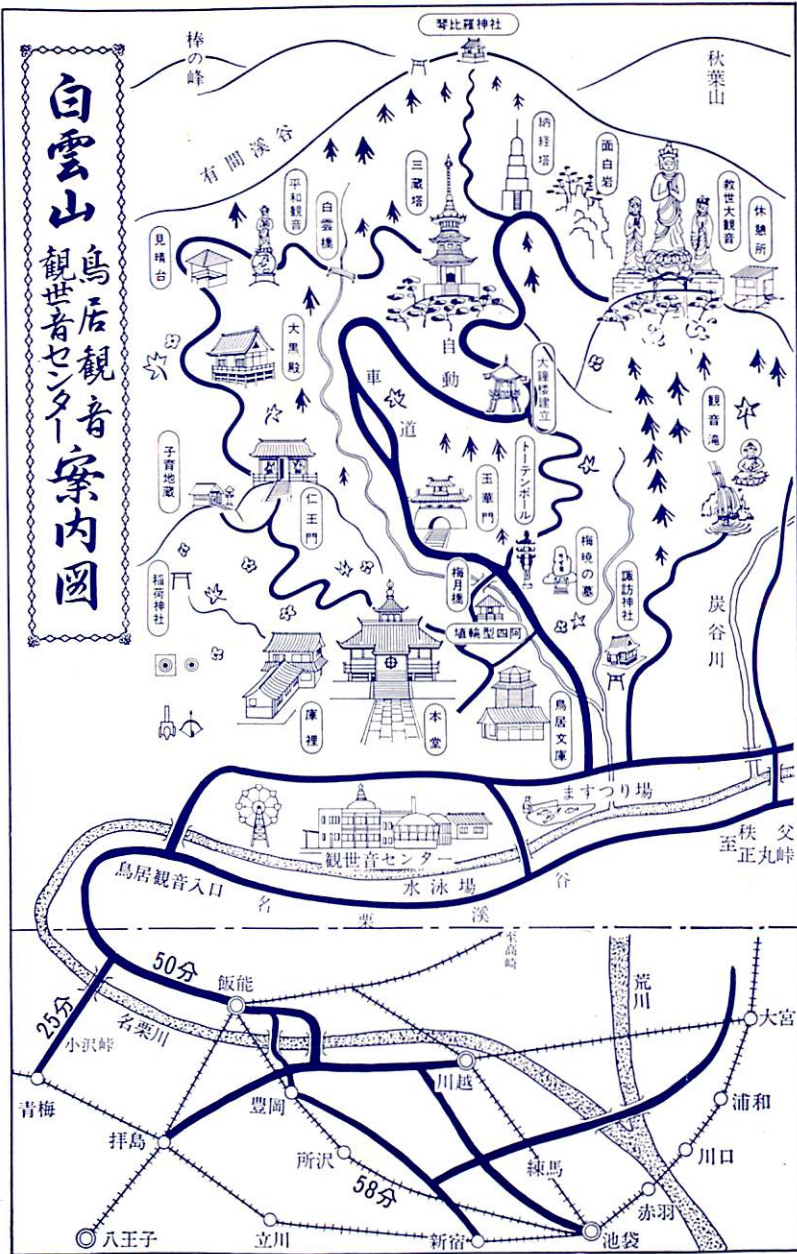 白雲山
鳥居観音
観世音センター
案内図
琴比羅神社
棒の峰
秋葉山
有間渓谷
納経塔
面白岩
三蔵塔
平和観音
白雲橋
救世大観音
休憩所
見晴台
大黒殿
自動車道
大鐘楼建立
観音滝
子育地蔵
仁王門
玉華門
トーテンポール
梅暁の墓
梅月橋
埴輪型四阿
諏訪神社
炭谷川
稲荷神社
庫裡
本堂
鳥居文庫
ますつり場
観世音センター
至 秩父
正丸峠
鳥居観音入口
水泳場
名栗渓谷
至高崎
50分
飯能
荒川
25分
名栗川
大宮
小沢峠
川越
青梅
豊岡
浦和
拝島
所沢
練馬
川口
58分
赤羽
八王子
立川
新宿
池袋